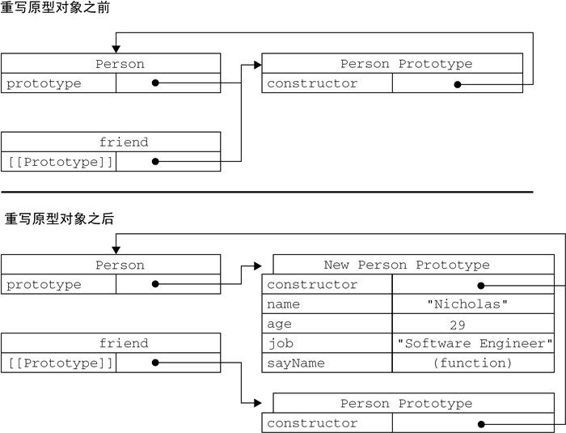 重写原型对象之前
Person
prototype
Person Prototype
constructor
friend
[[Prototype]]
重写原型对象之后
Person
prototype
New Person Prototype
constructor
name "Nicholas"
age 29
job "Software Engineer"
sayName (function)
friend
[[Prototype]]
Person Prototype
constructor